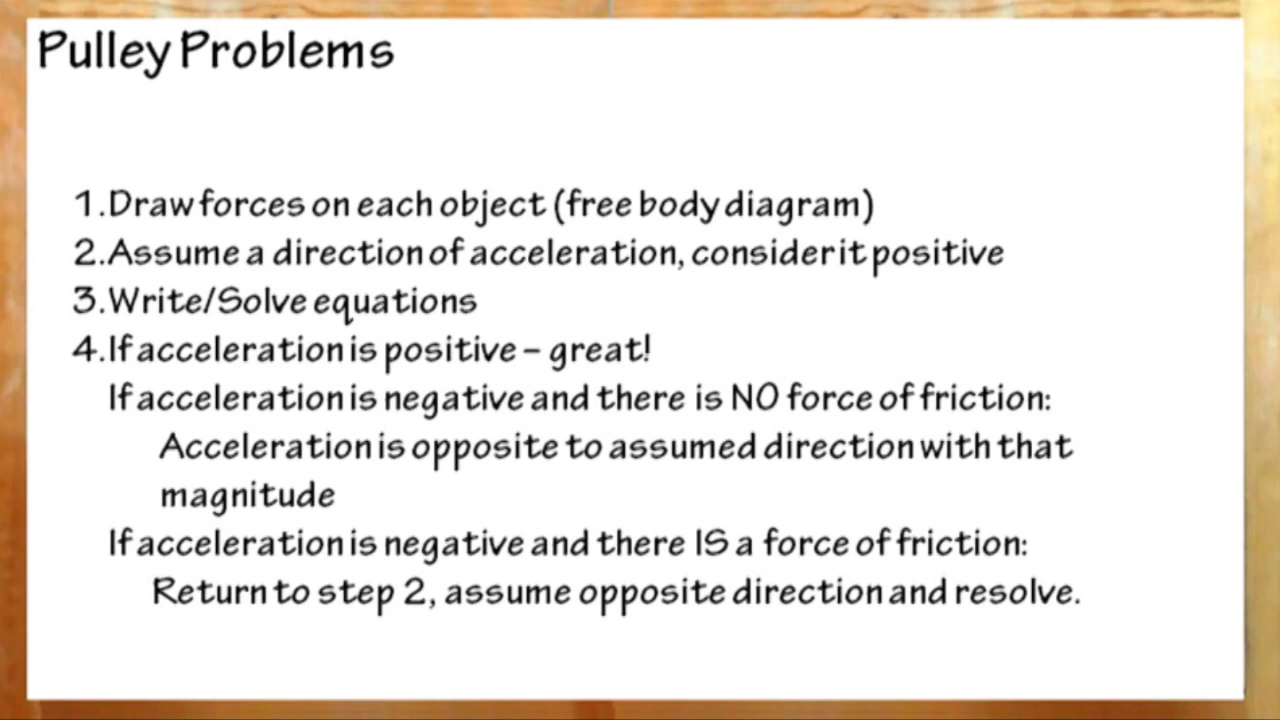 Pulley Problems
1.Draw forces on each object (free body diagram)
2.Assume a direction of acceleration, consider it positive
3.Write/Solve equations
4.If acceleration is positive – great!
If acceleration is negative and there is NO force of friction:
Acceleration is opposite to assumed direction with that
magnitude
If acceleration is negative and there IS a force of friction:
Return to step 2, assume opposite direction and resolve.